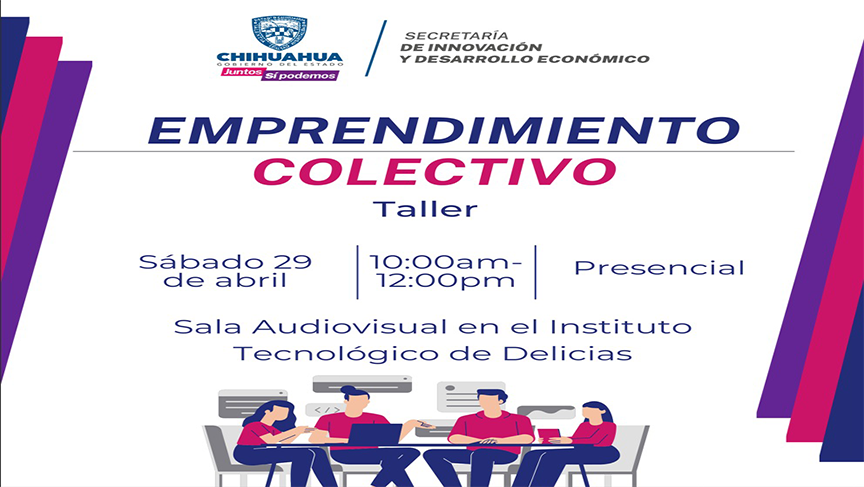 CHIHUAHUA
GOBIERNO DEL ESTADO
Juntos
Sí podemos
SECRETARÍA
DE INNOVACIÓN
Y DESARROLLO ECONÓMICO
EMPRENDIMIENTO
COLECTIVO
Taller
Sábado 29
de abril
10:00am-
12:00pm
Presencial
Sala Audiovisual en el Instituto
Tecnológico de Delicias